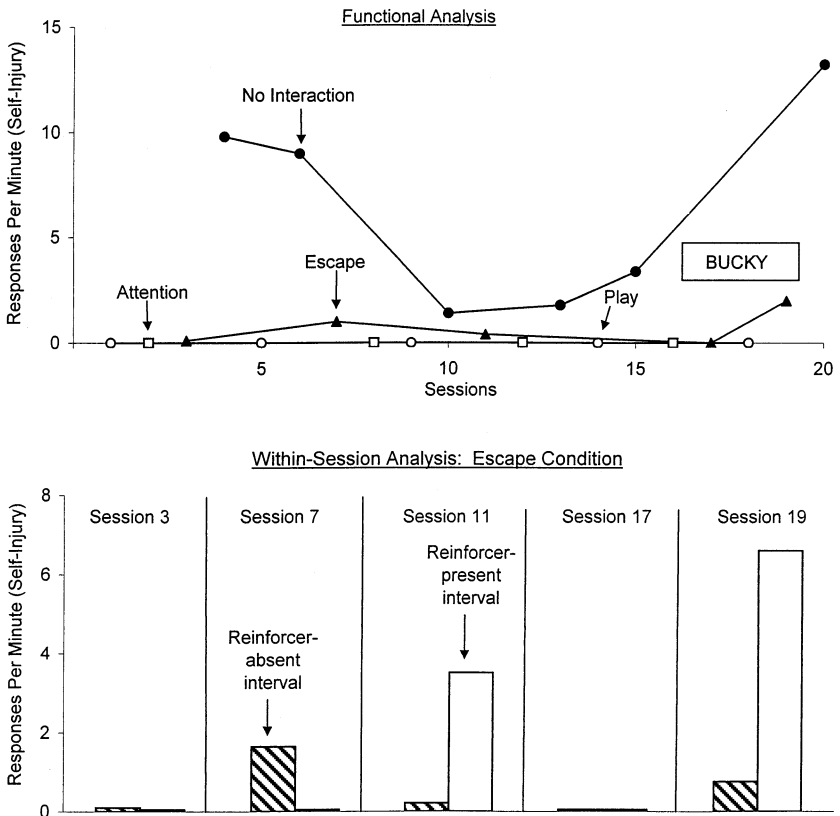 Functional Analysis
Responses Per Minute (Self-Injury)
15
10
5
0
No Interaction
Escape
Attention
Play
BUCKY
5
10
15
20
Sessions
Within-Session Analysis: Escape Condition
Responses Per Minute (Self-Injury)
8
6
4
2
0
Session 3
Session 7
Session 11
Session 17
Session 19
Reinforcer-
absent
interval
Reinforcer-
present
interval